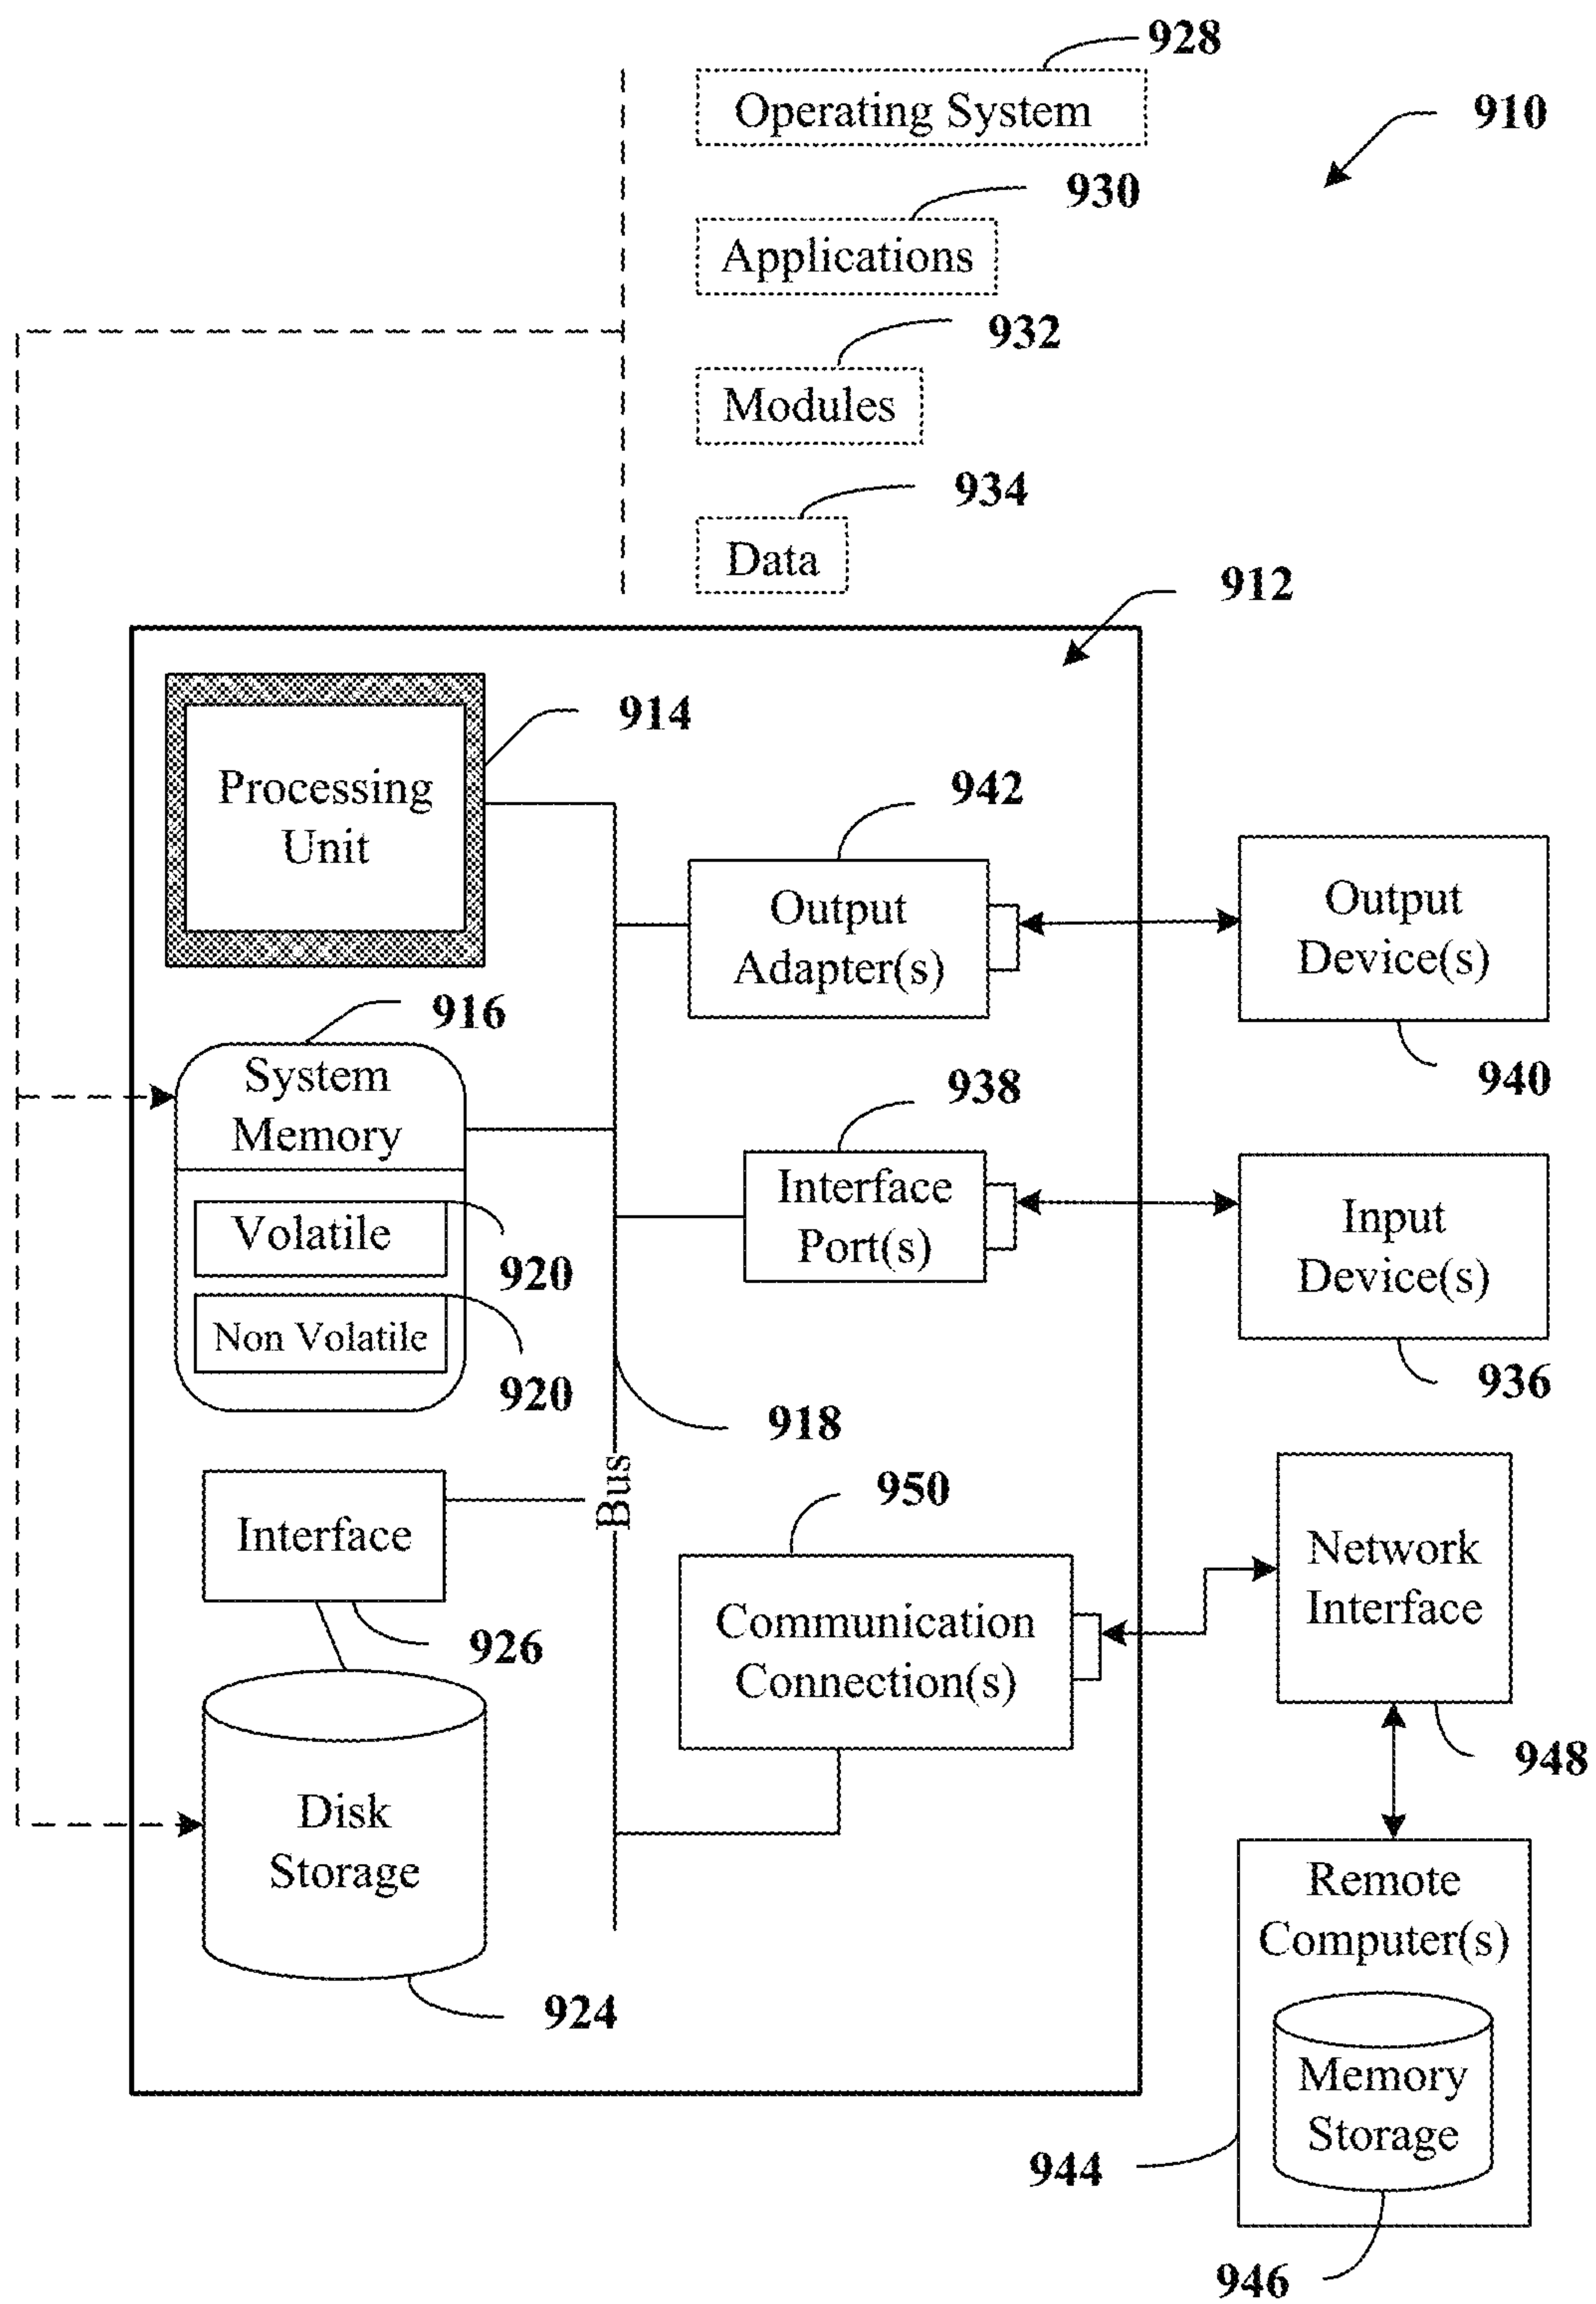 928
Operating System
910
930
Applications
932
Modules
934
Data
912
914
Processing
Unit
942
Output
Adapter(s)
Output
Device(s)
940
916
System
Memory
Volatile
920
Non Volatile
920
938
Interface
Port(s)
Input
Device(s)
936
918
Bus
Interface
926
950
Communication
Connection(s)
Network
Interface
948
Disk
Storage
924
Remote
Computer(s)
Memory
Storage
944
946